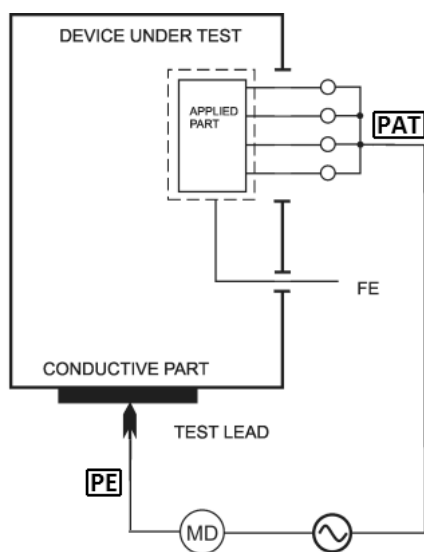 DEVICE UNDER TEST
APPLIED
PART
PAT
FE
CONDUCTIVE PART
TEST LEAD
PE
MD